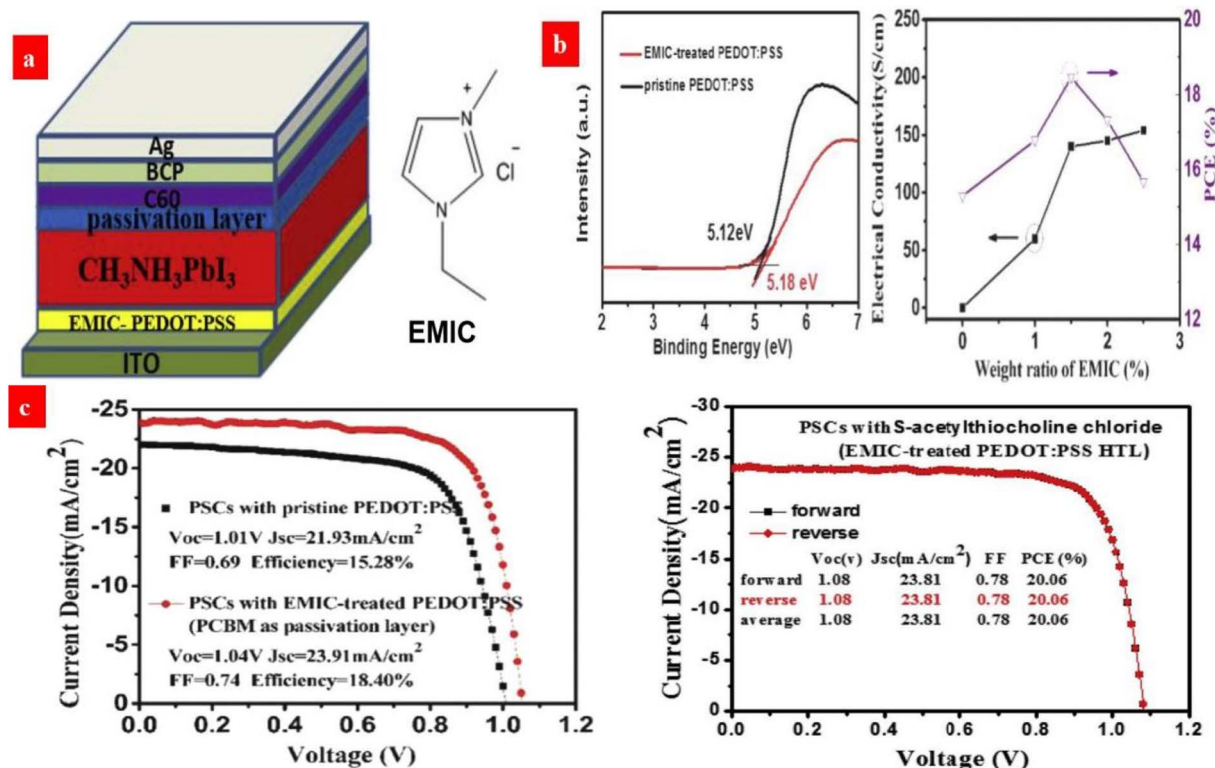 a
Ag
BCP
C60
passivation layer
CH₃NH₃PbI₃
EMIC- PEDOT:PSS
ITO
N
+
Cl
−
N
EMIC
b
EMIC-treated PEDOT:PSS
pristine PEDOT:PSS
Intensity (a.u.)
5.12eV
5.18 eV
2 3 4 5 6 7
Binding Energy (eV)
Electrical Conductivity(S/cm)
250
200
150
100
50
0
20
18
16
14
12
PCE (%)
0 1 2 3
Weight ratio of EMIC (%)
c
Current Density(mA/cm²)
-25
-20
-15
-10
-5
0
PSCs with pristine PEDOT:PSS
Voc=1.01V Jsc=21.93mA/cm²
FF=0.69 Efficiency=15.28%
PSCs with EMIC-treated PEDOT:PSS
(PCBM as passivation layer)
Voc=1.04V Jsc=23.91mA/cm²
FF=0.74 Efficiency=18.40%
0.0 0.2 0.4 0.6 0.8 1.0 1.2
Voltage (V)
Current Density(mA/cm²)
-30
-25
-20
-15
-10
-5
0
PSCs with S-acetylthiocholine chloride
(EMIC-treated PEDOT:PSS HTL)
forward
reverse
Voc(v) Jsc(mA/cm²) FF PCE (%)
forward 1.08 23.81 0.78 20.06
reverse 1.08 23.81 0.78 20.06
average 1.08 23.81 0.78 20.06
0.0 0.2 0.4 0.6 0.8 1.0 1.2
Voltage (V)